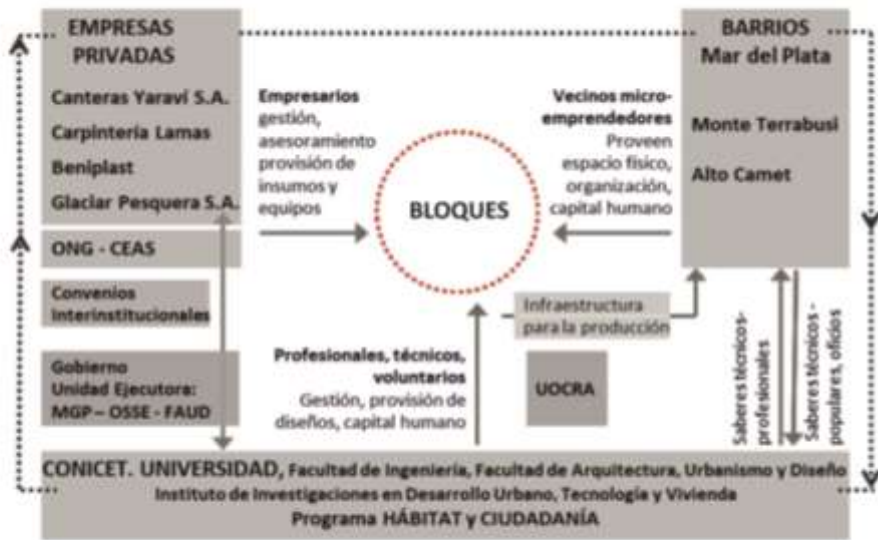 EMPRESAS
PRIVADAS
Canteras Yaraví S.A.
Carpintería Lamas
Beniplast
Glaciar Pesquera S.A.
ONG - CEAS
Convenios
Interinstitucionales
Gobierno
Unidad Ejecutora:
MGP – OSSE - FAUD
Empresarios
gestión,
asesoramiento
provisión de
insumos y
equipos
BLOQUES
Vecinos micro-
emprendedores
Proveen
espacio físico,
organización,
capital humano
BARRIOS
Mar del Plata
Monte Terrabusi
Alto Camet
Infraestructura
para la producción
Profesionales, técnicos,
voluntarios
Gestión, provisión de
diseños, capital humano
UOCRA
Saberes técnicos-
profesionales
Saberes técnicos -
populares, oficios
CONICET. UNIVERSIDAD, Facultad de Ingeniería, Facultad de Arquitectura, Urbanismo y Diseño
Instituto de Investigaciones en Desarrollo Urbano, Tecnología y Vivienda
Programa HÁBITAT y CIUDADANÍA